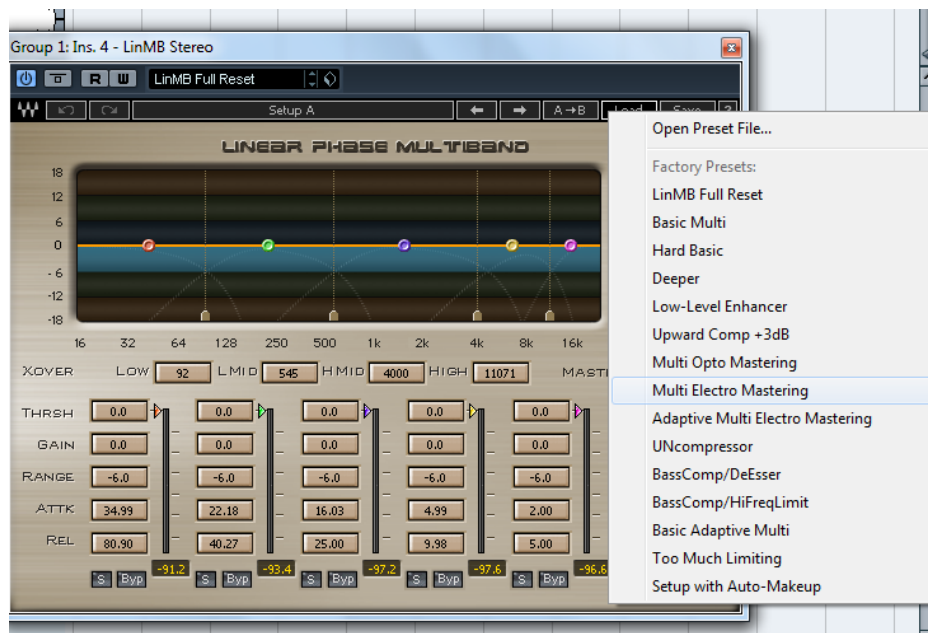 Group 1: Ins. 4 - LinMB Stereo
R W LinMB Full Reset
Setup A A→B Load Save ?
LINEAR PHASE MULTIBAND
18
12
6
0
-6
-12
-18
16 32 64 128 250 500 1k 2k 4k 8k 16k
XOVER LOW 92 LMID 545 HMID 4000 HIGH 11071
THRSH 0.0 0.0 0.0 0.0 0.0
GAIN 0.0 0.0 0.0 0.0 0.0
RANGE -6.0 -6.0 -6.0 -6.0 -6.0
ATTK 34.99 22.18 16.03 4.99 2.00
REL 80.90 40.27 25.00 9.98 5.00
-91.2 -93.4 -97.2 -97.6 -96.6
S Byp S Byp S Byp S Byp S Byp
Open Preset File...
Factory Presets:
LinMB Full Reset
Basic Multi
Hard Basic
Deeper
Low-Level Enhancer
Upward Comp +3dB
Multi Opto Mastering
Multi Electro Mastering
Adaptive Multi Electro Mastering
UNcompressor
BassComp/DeEsser
BassComp/HiFreqLimit
Basic Adaptive Multi
Too Much Limiting
Setup with Auto-Makeup